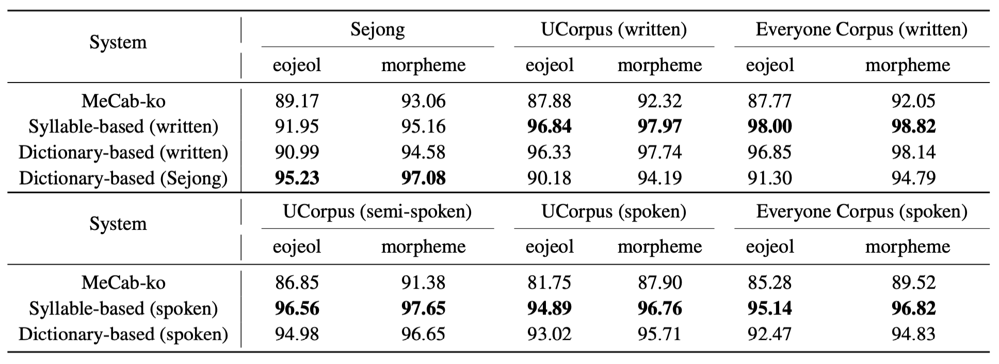 System Sejong UCorpus (written) Everyone Corpus (written)
eojeol morpheme eojeol morpheme eojeol morpheme
MeCab-ko 89.17 93.06 87.88 92.32 87.77 92.05
Syllable-based (written) 91.95 95.16 96.84 97.97 98.00 98.82
Dictionary-based (written) 90.99 94.58 96.33 97.74 96.85 98.14
Dictionary-based (Sejong) 95.23 97.08 90.18 94.19 91.30 94.79
System UCorpus (semi-spoken) UCorpus (spoken) Everyone Corpus (spoken)
eojeol morpheme eojeol morpheme eojeol morpheme
MeCab-ko 86.85 91.38 81.75 87.90 85.28 89.52
Syllable-based (spoken) 96.56 97.65 94.89 96.76 95.14 96.82
Dictionary-based (spoken) 94.98 96.65 93.02 95.71 92.47 94.83